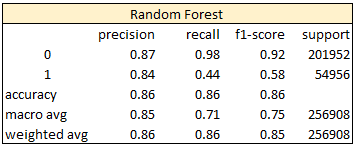 Random Forest
precision recall f1-score support
0 0.87 0.98 0.92 201952
1 0.84 0.44 0.58 54956
accuracy 0.86 0.86 0.86
macro avg 0.85 0.71 0.75 256908
weighted avg 0.86 0.86 0.85 256908